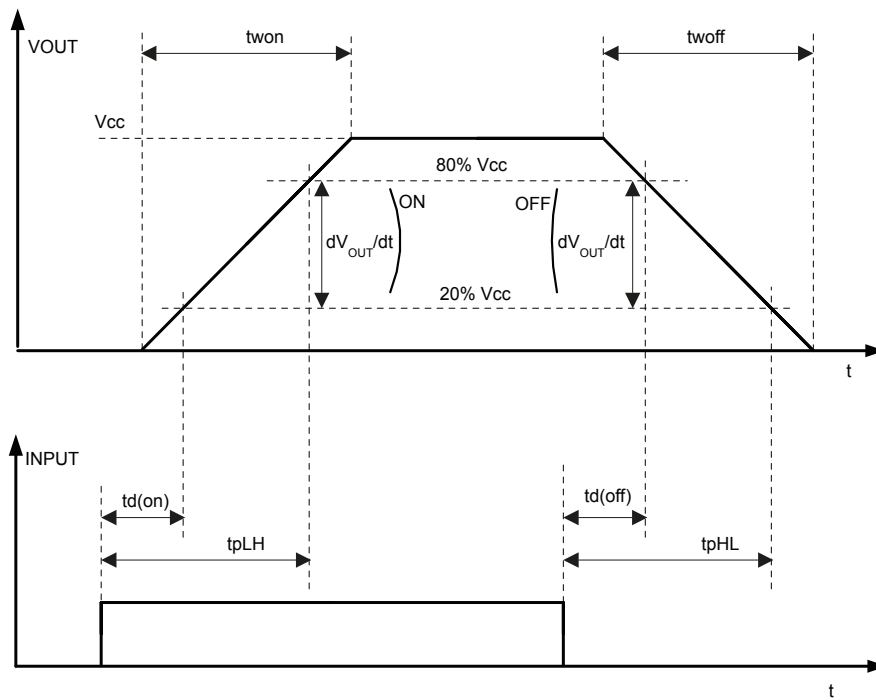 twon
twoff
VOUT
Vcc
80% Vcc
ON
OFF
dVOUT/dt
dVOUT/dt
20% Vcc
t
INPUT
td(on)
td(off)
tpLH
tpHL
t